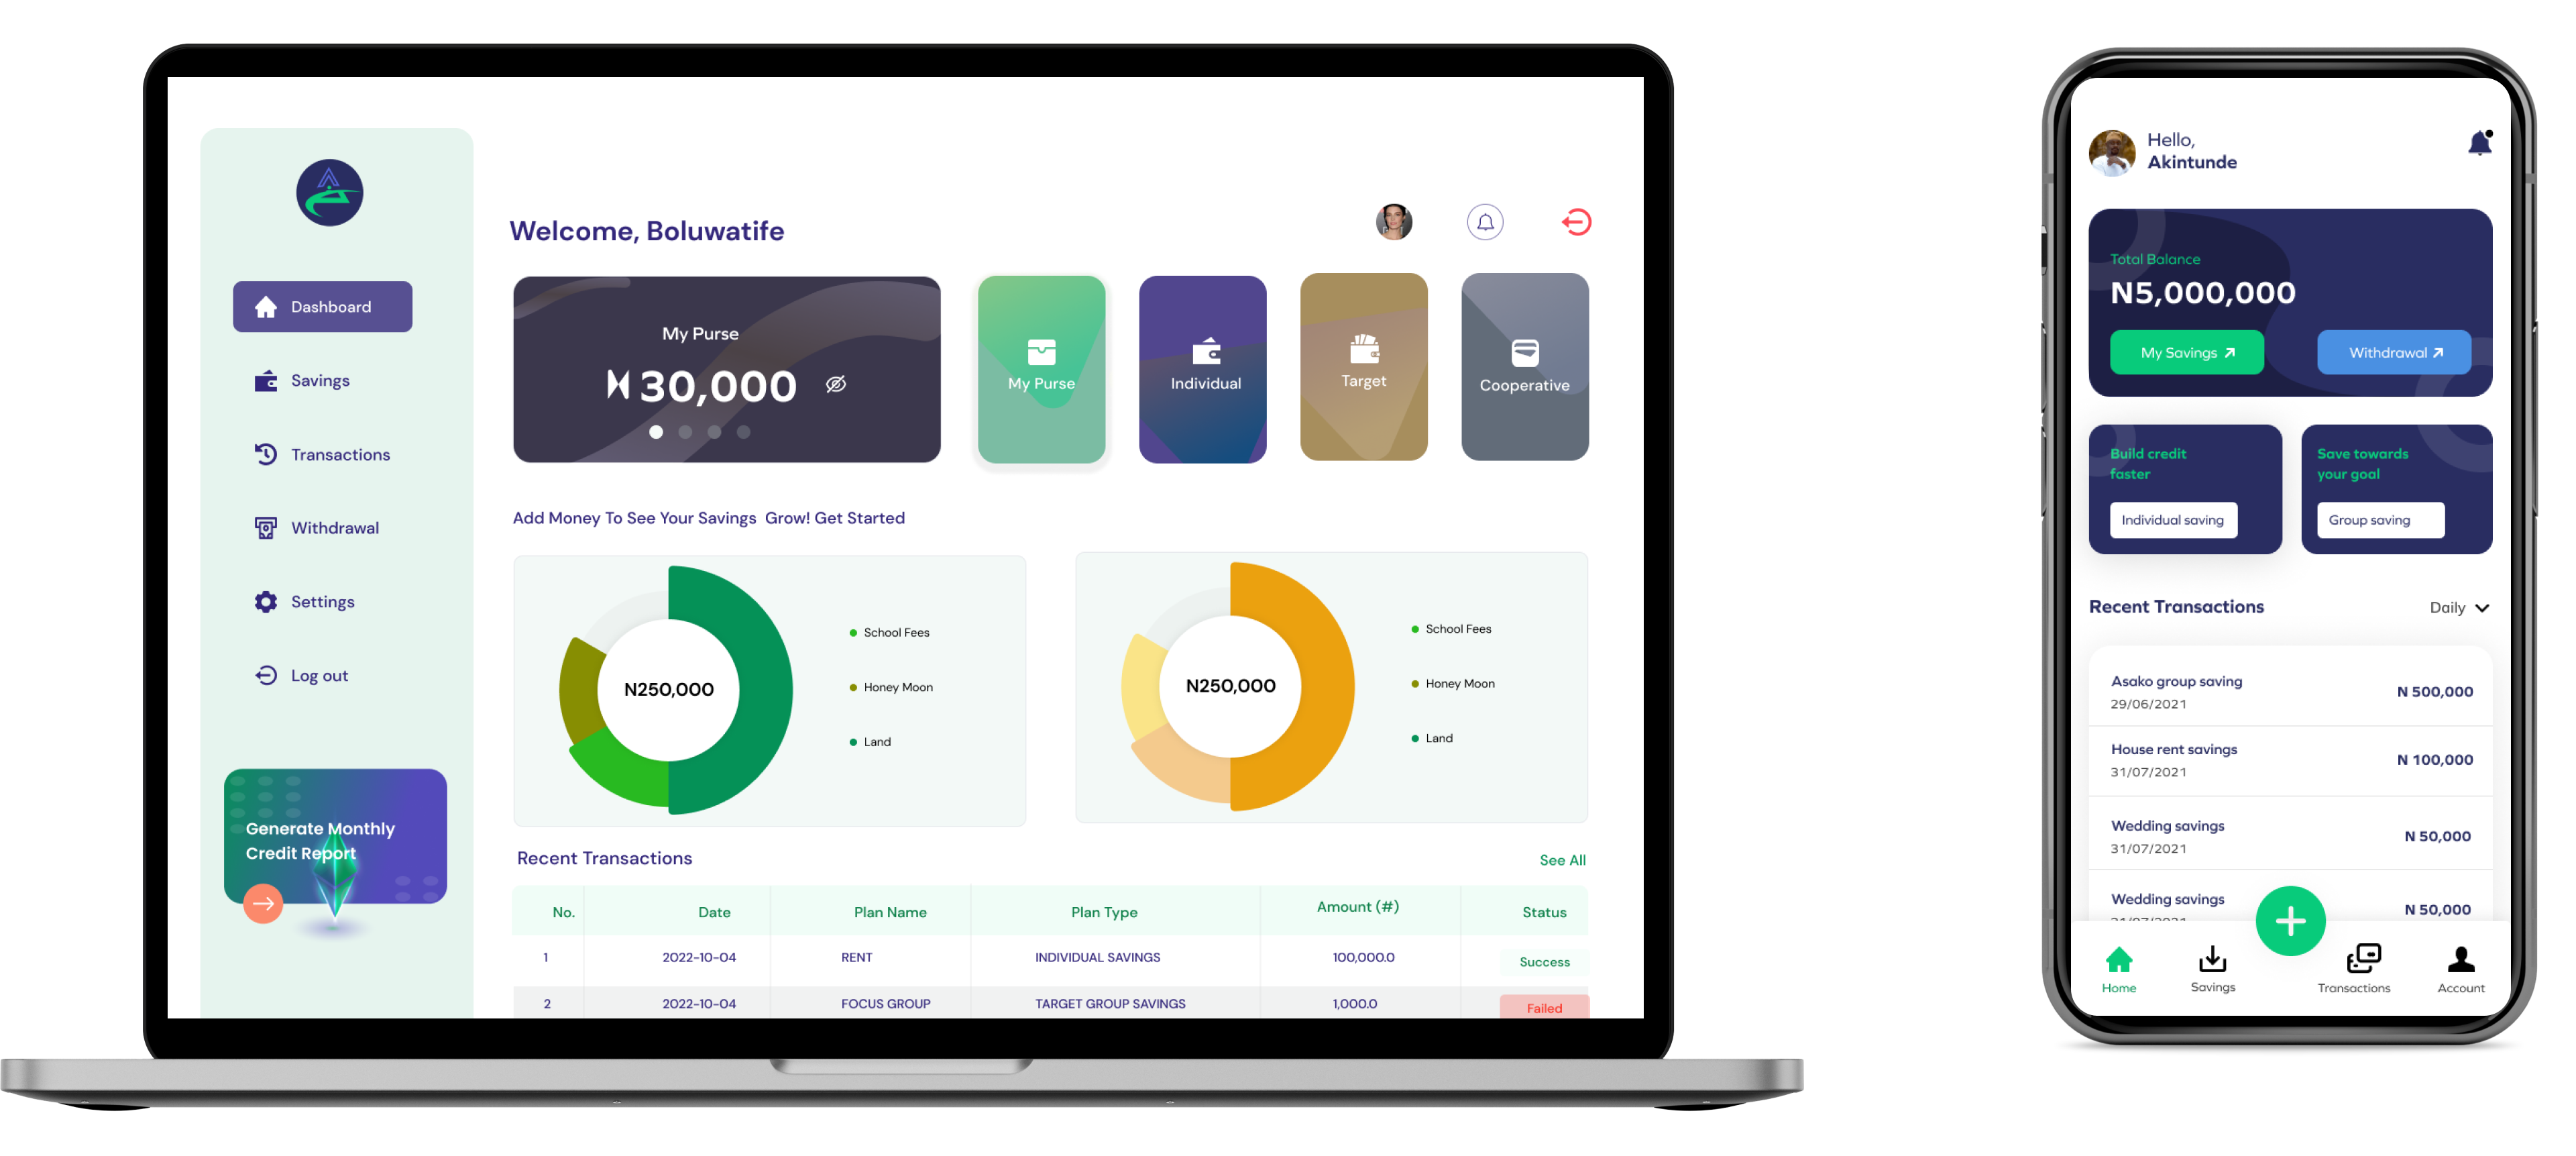 Dashboard
Savings
Transactions
Withdrawal
Settings
Log out
Generate Monthly
Credit Report
Welcome, Boluwatife
My Purse
30,000
My Purse
Individual
Target
Cooperative
Add Money To See Your Savings Grow! Get Started
N250,000
School Fees
Honey Moon
Land
N250,000
School Fees
Honey Moon
Land
Recent Transactions
See All
No. Date Plan Name Plan Type Amount (#) Status
1 2022-10-04 RENT INDIVIDUAL SAVINGS 100,000.0 Success
2 2022-10-04 FOCUS GROUP TARGET GROUP SAVINGS 1,000.0 Failed
Hello,
Akintunde
Total Balance
N5,000,000
My Savings
Withdrawal
Build credit
faster
Individual saving
Save towards
your goal
Group saving
Recent Transactions
Daily
Asako group saving
29/06/2021
N 500,000
House rent savings
31/07/2021
N 100,000
Wedding savings
31/07/2021
N 50,000
Wedding savings
N 50,000
Home
Savings
Transactions
Account